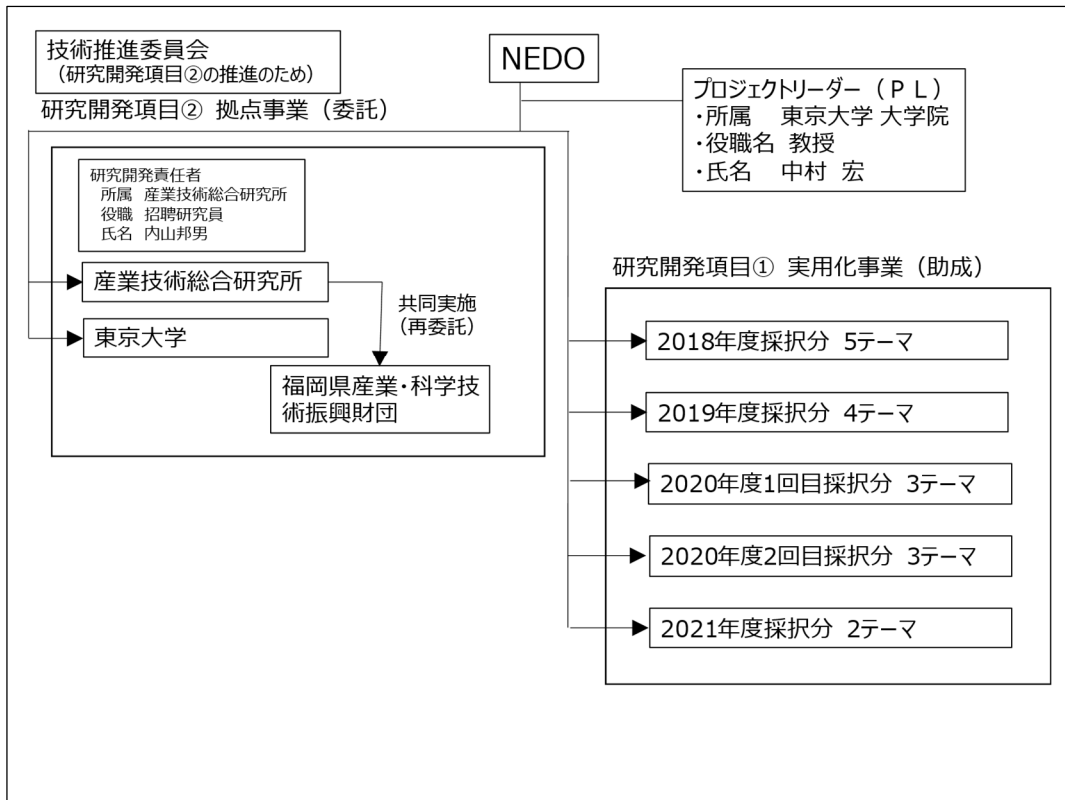 技術推進委員会
（研究開発項目②の推進のため）
NEDO
研究開発項目② 拠点事業（委託）
プロジェクトリーダー（ＰＬ）
・所属　東京大学 大学院
・役職名 教授
・氏名　中村 宏
研究開発責任者
所属 産業技術総合研究所
役職 招聘研究員
氏名 内山邦男
産業技術総合研究所
東京大学
共同実施
（再委託）
福岡県産業・科学技
術振興財団
研究開発項目① 実用化事業（助成）
2018年度採択分 5テーマ
2019年度採択分 4テーマ
2020年度1回目採択分 3テーマ
2020年度2回目採択分 3テーマ
2021年度採択分 2テーマ